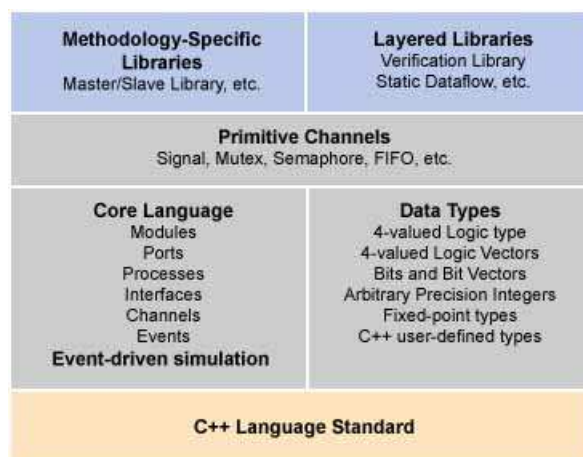 Methodology-Specific
Libraries
Master/Slave Library, etc.
Layered Libraries
Verification Library
Static Dataflow, etc.
Primitive Channels
Signal, Mutex, Semaphore, FIFO, etc.
Core Language
Modules
Ports
Processes
Interfaces
Channels
Events
Event-driven simulation
Data Types
4-valued Logic type
4-valued Logic Vectors
Bits and Bit Vectors
Arbitrary Precision Integers
Fixed-point types
C++ user-defined types
C++ Language Standard